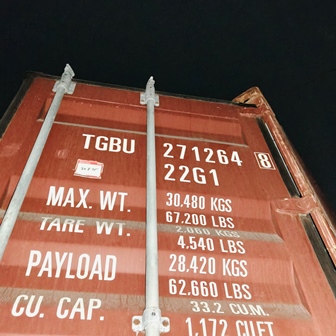 TGBU 271264 8
22G1
MAX. WT. 30.480 KGS
67.200 LBS
TARE WT. 2.060 KGS
4.540 LBS
PAYLOAD 28.420 KGS
62.660 LBS
CU. CAP. 33.2 CU.M.
1.172 CU.FT.